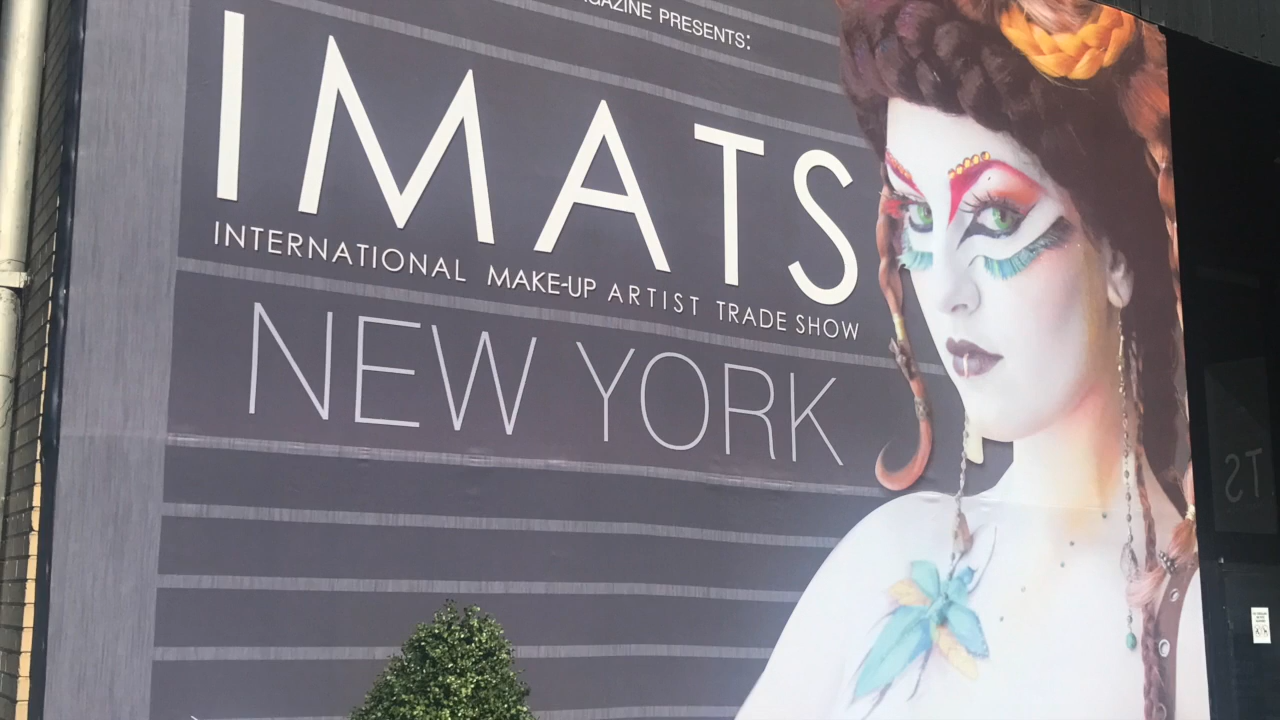 PRESENTS:
IMATS
INTERNATIONAL MAKE-UP ARTIST TRADE SHOW
NEW YORK